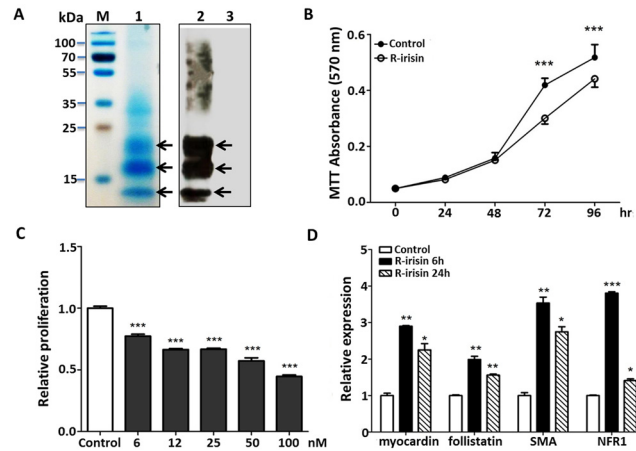 A
kDa M 1 2 3
100
70
55
35
25
15
B
MTT Absorbance (570 nm)
0.6
0.4
0.2
0.0
Control
R-irisin
***
***
0 24 48 72 96 hr
C
Relative proliferation
1.5
1.0
0.5
0.0
*** *** *** *** ***
Control 6 12 25 50 100 nM
D
Relative expression
5
4
3
2
1
0
Control
R-irisin 6h
R-irisin 24h
** * ** ** ** * *** *
myocardin follistatin SMA NFR1